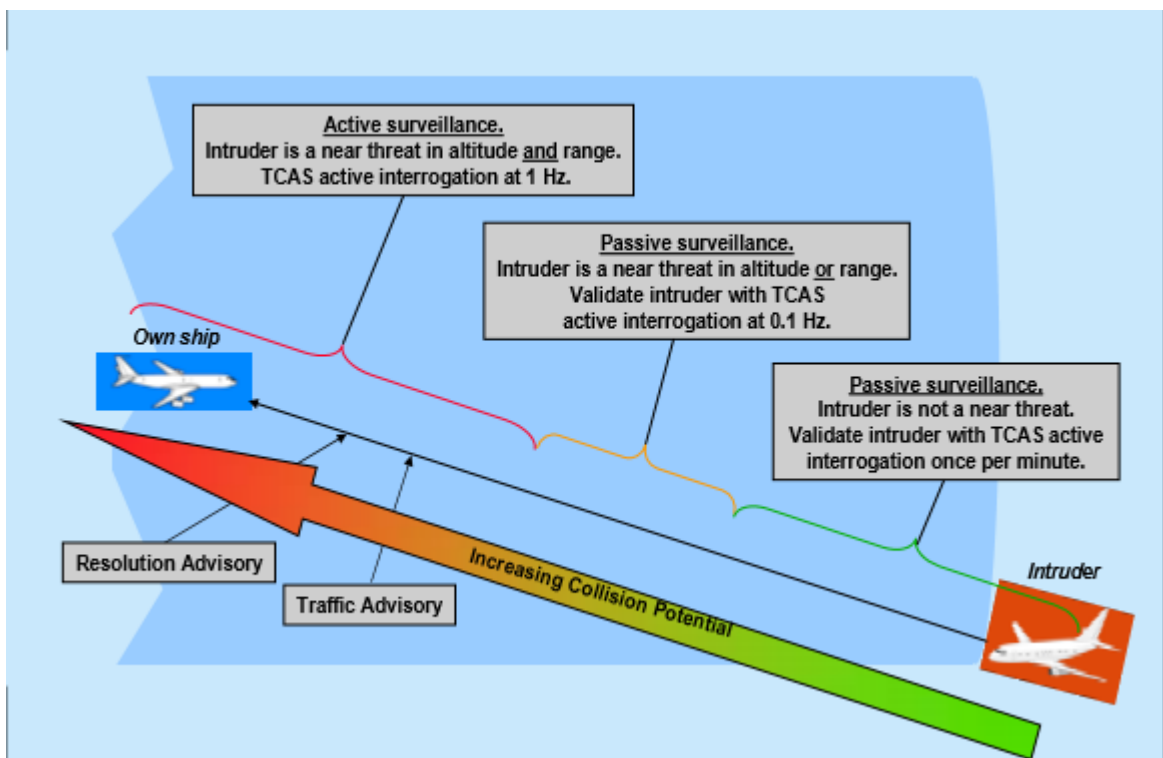 Active surveillance.
Intruder is a near threat in altitude and range.
TCAS active interrogation at 1 Hz.
Passive surveillance.
Intruder is a near threat in altitude or range.
Validate intruder with TCAS
active interrogation at 0.1 Hz.
Own ship
Passive surveillance.
Intruder is not a near threat.
Validate intruder with TCAS active
interrogation once per minute.
Resolution Advisory
Traffic Advisory
Increasing Collision Potential
Intruder